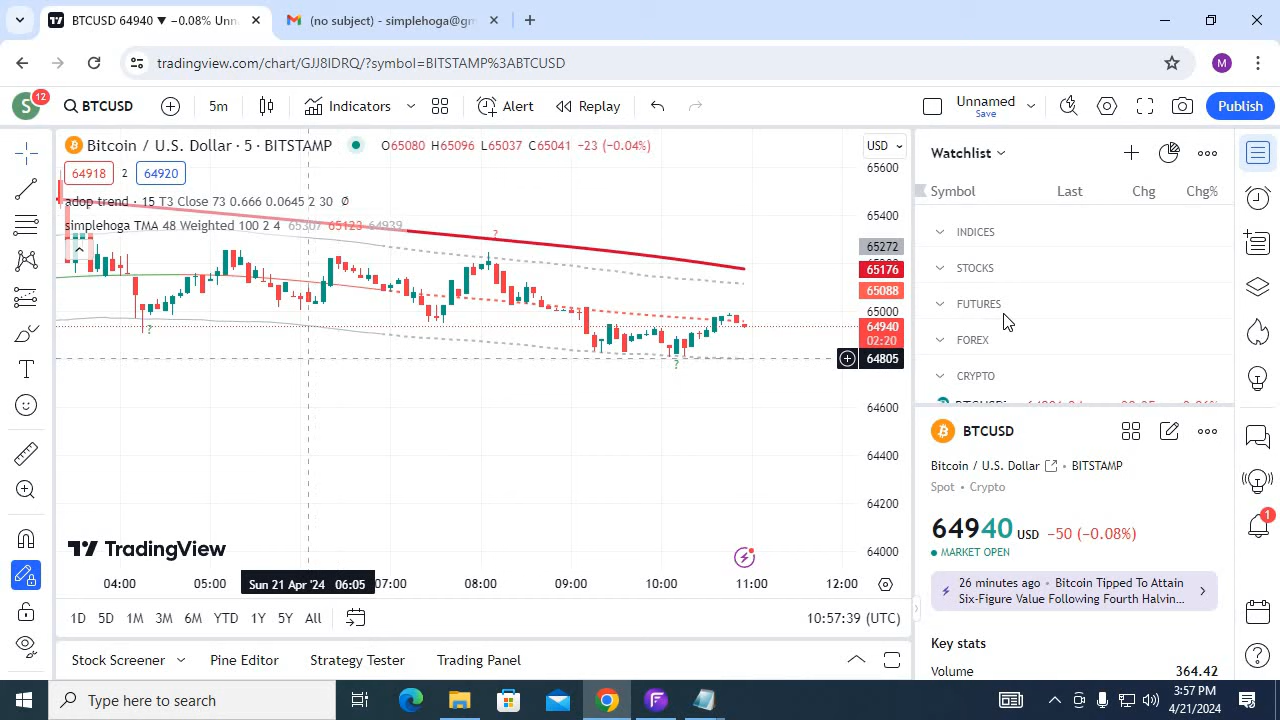 BTCUSD 64940 ▼ −0.08% Unn
(no subject) - simplehoga@gm
tradingview.com/chart/GJJ8IDRQ/?symbol=BITSTAMP%3ABTCUSD
M
S
12
BTCUSD
5m
Indicators
Alert
Replay
Unnamed
Save
Publish
Bitcoin / U.S. Dollar · 5 · BITSTAMP
O65080 H65096 L65037 C65041 −23 (−0.04%)
USD
64918
2
64920
adop trend · 15 T3 Close 73 0.666 0.0645 2 30 Ø
simplehoga TMA 48 Weighted 100 2 4 65307 65123 64939
?
?
?
65600
65400
65272
65176
65088
65000
64940
02:20
64805
64600
64400
64200
64000
TradingView
04:00
05:00
Sun 21 Apr '24 06:05
07:00
08:00
09:00
10:00
11:00
12:00
1D
5D
1M
3M
6M
YTD
1Y
5Y
All
10:57:39 (UTC)
Stock Screener
Pine Editor
Strategy Tester
Trading Panel
Watchlist
Symbol
Last
Chg
Chg%
INDICES
STOCKS
FUTURES
FOREX
CRYPTO
BTCUSD
Bitcoin / U.S. Dollar
• BITSTAMP
Spot • Crypto
64940 USD −50 (−0.08%)
MARKET OPEN
26 minutes ago • Bitcoin Tipped To Attain
Six-Figure Value Following Fourth Halvin...
Key stats
Volume
364.42
1
Type here to search
3:57 PM
4/21/2024